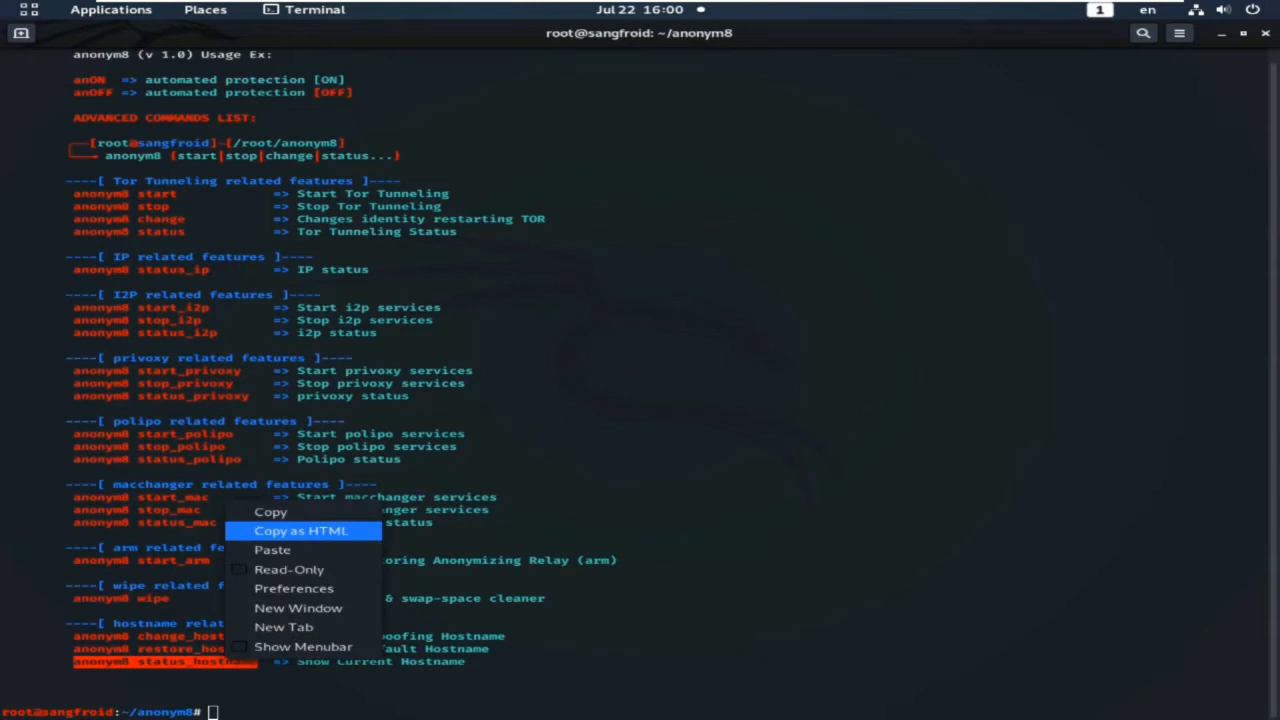 Applications Places Terminal Jul 22 16:00 1 en
root@sangfroid: ~/anonym8
anonym8 (v 1.0) Usage Ex:
anON => automated protection [ON]
anOFF => automated protection [OFF]
ADVANCED COMMANDS LIST:
[root@sangfroid]-[/root/anonym8]
anonym8 {start|stop|change|status...}
----[ Tor Tunneling related features ]----
anonym8 start => Start Tor Tunneling
anonym8 stop => Stop Tor Tunneling
anonym8 change => Changes identity restarting TOR
anonym8 status => Tor Tunneling Status
----[ IP related features ]----
anonym8 status_ip => IP status
----[ I2P related features ]----
anonym8 start_i2p => Start i2p services
anonym8 stop_i2p => Stop i2p services
anonym8 status_i2p => i2p status
----[ privoxy related features ]----
anonym8 start_privoxy => Start privoxy services
anonym8 stop_privoxy => Stop privoxy services
anonym8 status_privoxy => privoxy status
----[ polipo related features ]----
anonym8 start_polipo => Start polipo services
anonym8 stop_polipo => Stop polipo services
anonym8 status_polipo => Polipo status
----[ macchanger related features ]----
anonym8 start_mac => Start macchanger services
anonym8 stop_mac nger services
anonym8 status_mac status
----[ arm related fe
anonym8 start_arm oring Anonymizing Relay (arm)
----[ wipe related f
anonym8 wipe & swap-space cleaner
----[ hostname relat
anonym8 change_host oofing Hostname
anonym8 restore_hos ault Hostname
anonym8 status_hostname => Show Current Hostname
Copy
Copy as HTML
Paste
Read-Only
Preferences
New Window
New Tab
Show Menubar
root@sangfroid:~/anonym8#